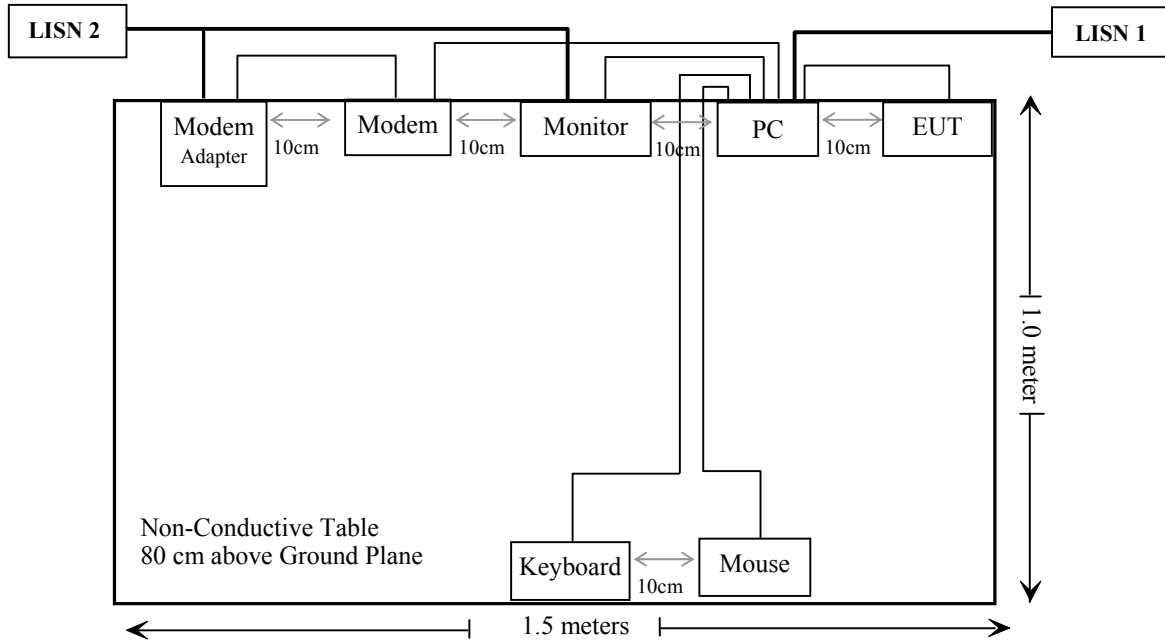 LISN 2
LISN 1
Modem
Adapter
10cm
Modem
10cm
Monitor
10cm
PC
10cm
EUT
1.0 meter
Non-Conductive Table
80 cm above Ground Plane
Keyboard
10cm
Mouse
1.5 meters